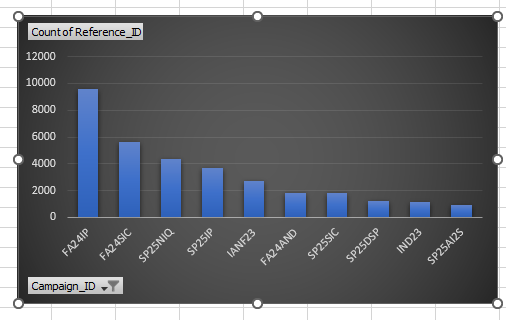 Count of Reference_ID
12000
10000
8000
6000
4000
2000
0
FA24IP
FA24SIC
SP25NIQ
SP25IP
IANF23
FA24AND
SP25SIC
SP25DSP
IND23
SP25AI2S
Campaign_ID